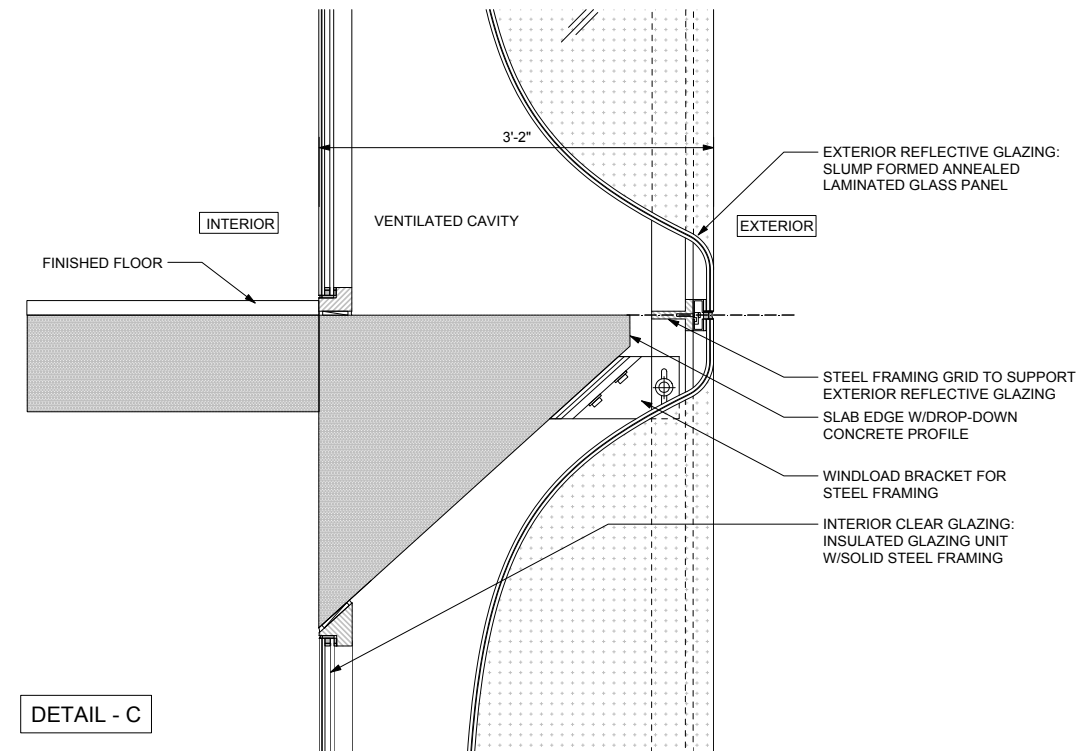 3'-2"
EXTERIOR REFLECTIVE GLAZING:
SLUMP FORMED ANNEALED
LAMINATED GLASS PANEL
INTERIOR
VENTILATED CAVITY
EXTERIOR
FINISHED FLOOR
STEEL FRAMING GRID TO SUPPORT
EXTERIOR REFLECTIVE GLAZING
SLAB EDGE W/DROP-DOWN
CONCRETE PROFILE
WINDLOAD BRACKET FOR
STEEL FRAMING
INTERIOR CLEAR GLAZING:
INSULATED GLAZING UNIT
W/SOLID STEEL FRAMING
DETAIL - C